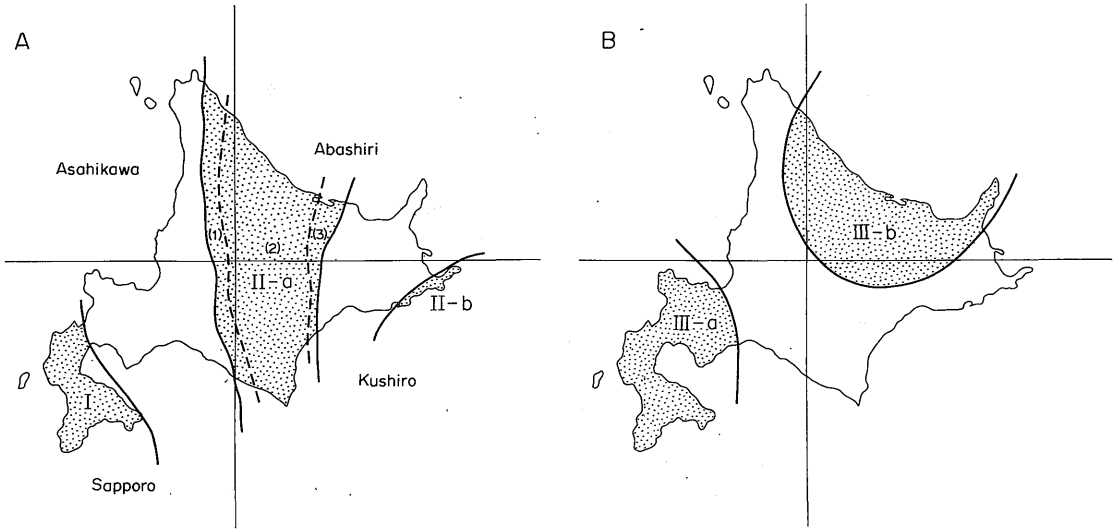 A
Asahikawa
Abashiri
(1)
(2)
(3)
II-a
II-b
I
Kushiro
Sapporo
B
III-b
III-a